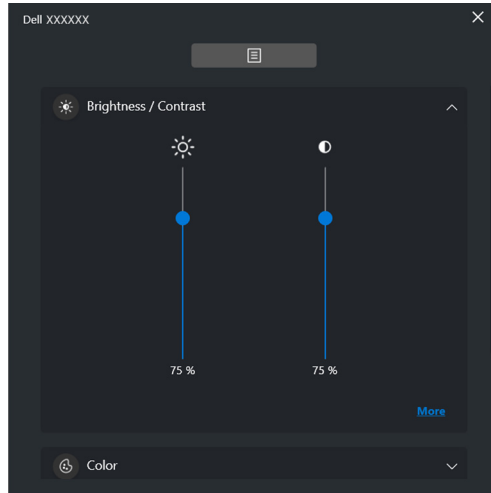 Dell XXXXXX
Brightness / Contrast
75 % 75 %
More
Color